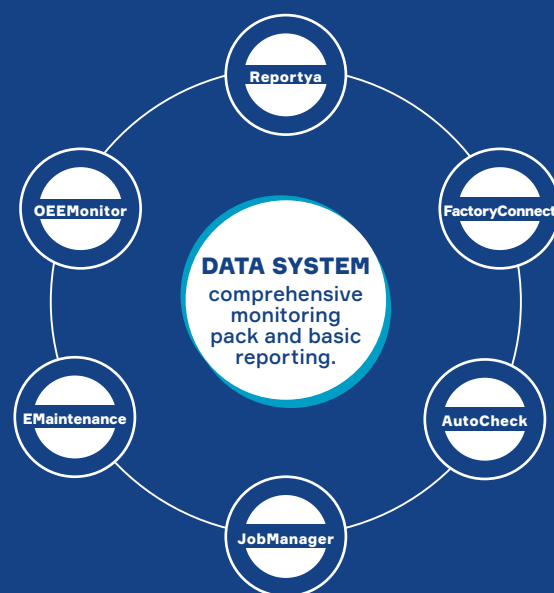 Reportya
OEEMonitor
FactoryConnect
DATA SYSTEM
comprehensive
monitoring
pack and basic
reporting.
EMaintenance
AutoCheck
JobManager